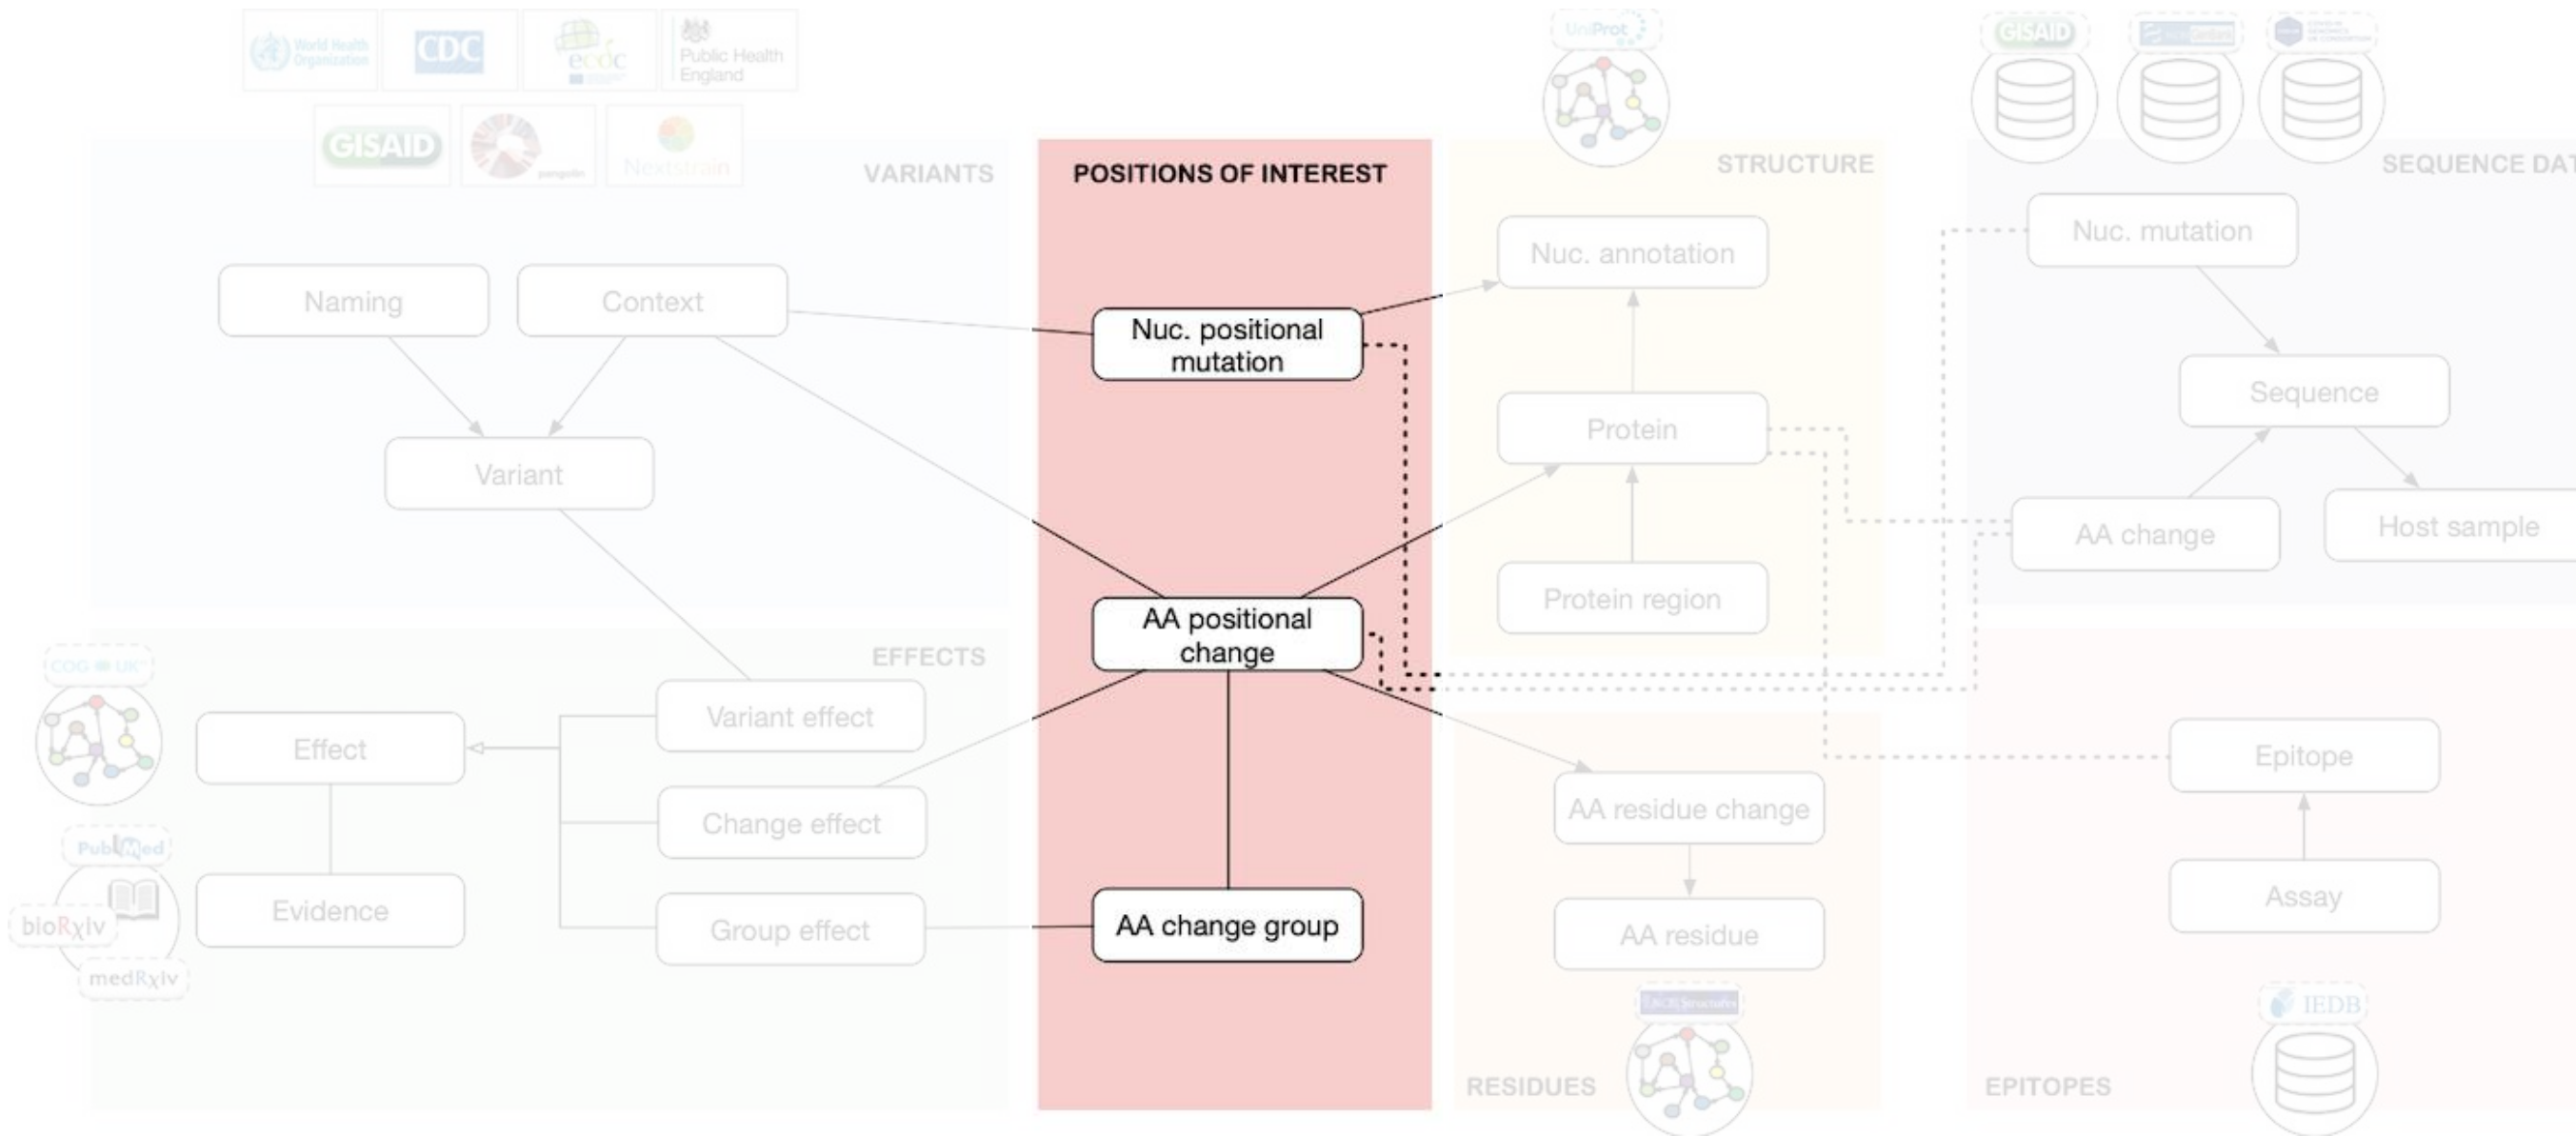 World Health
Organization
CDC
ecdc
Public Health
England
GISAID
pangolin
Nextstrain
UniProt
GISAID
GenBank
VARIANTS
POSITIONS OF INTEREST
STRUCTURE
SEQUENCE DAT
Naming
Context
Variant
Nuc. positional
mutation
Nuc. annotation
Protein
Protein region
Nuc. mutation
Sequence
AA change
Host sample
AA positional
change
EFFECTS
COG UK
Effect
Evidence
Variant effect
Change effect
Group effect
AA change group
AA residue change
AA residue
Epitope
Assay
PubMed
bioRxiv
medRxiv
RESIDUES
EPITOPES
IEDB